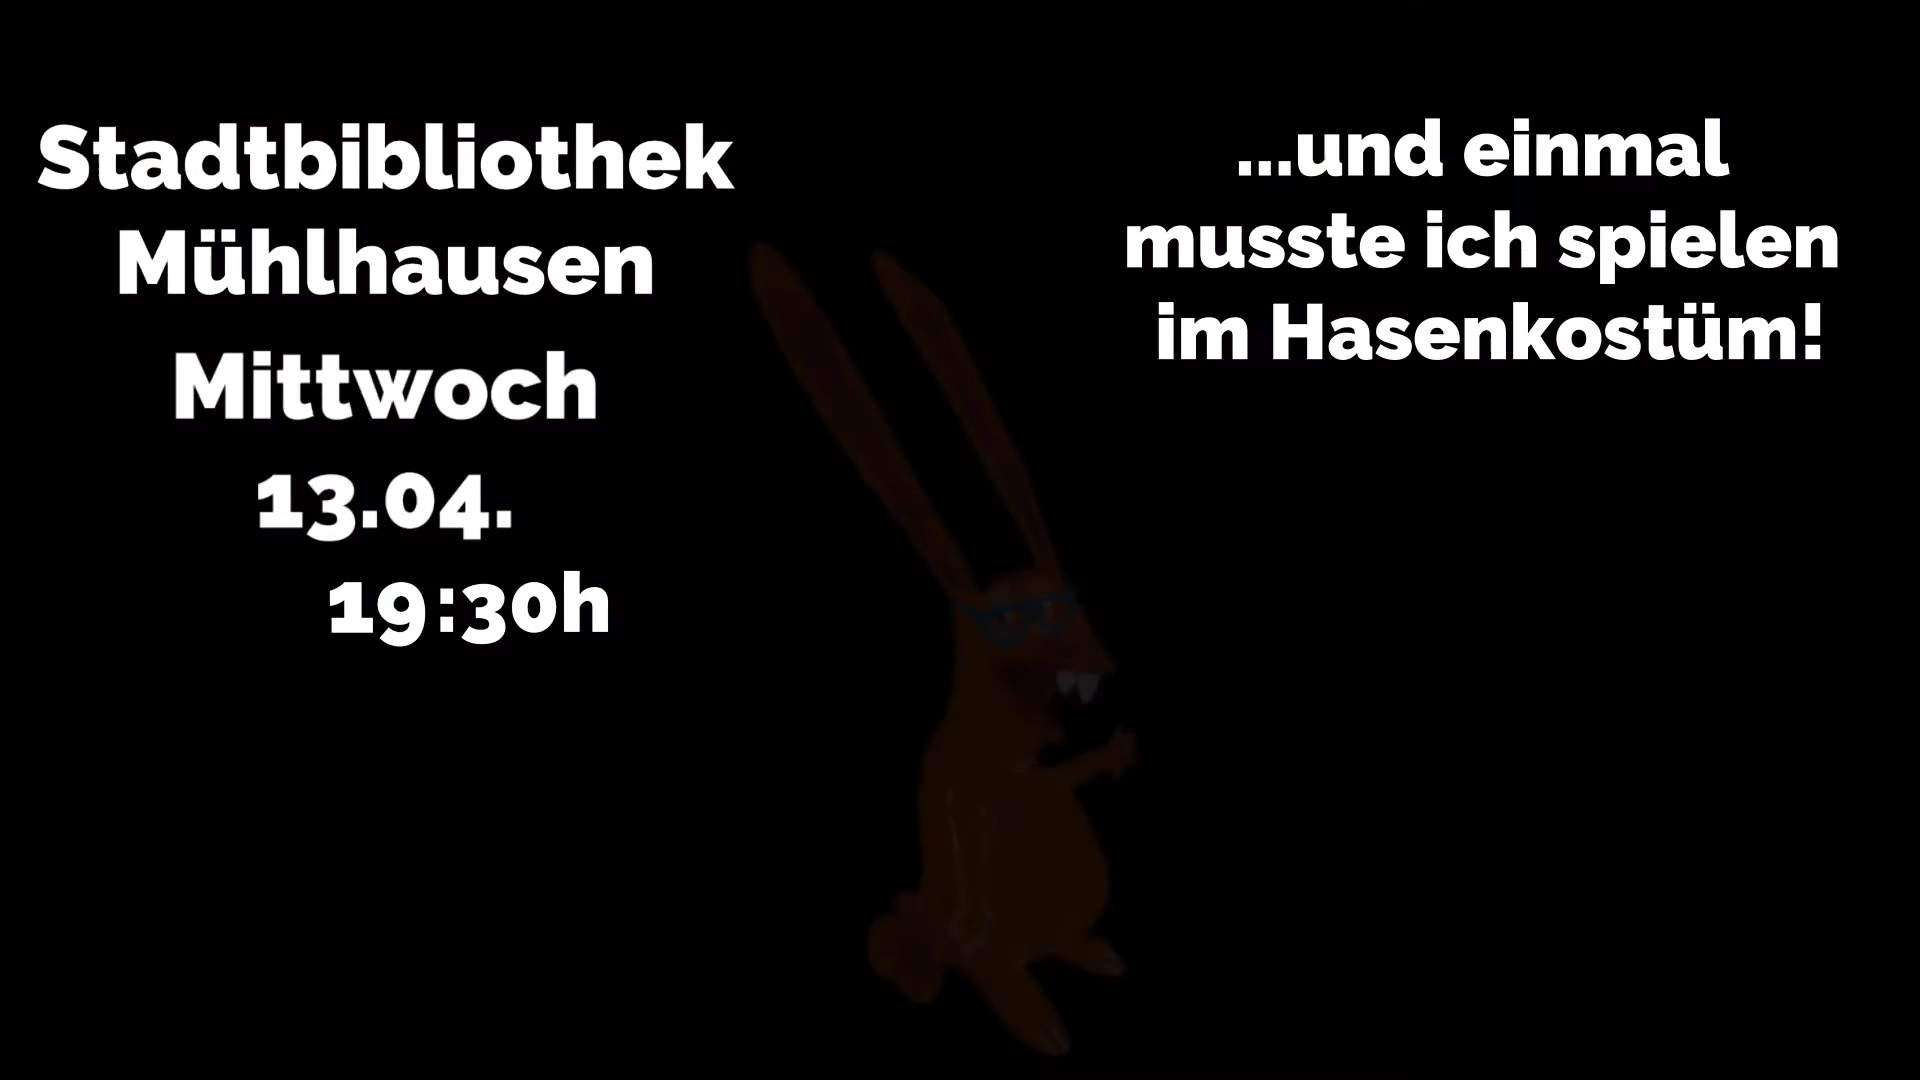 Stadtbibliothek
Mühlhausen
Mittwoch
13.04.
19:30h
...und einmal
musste ich spielen
im Hasenkostüm!